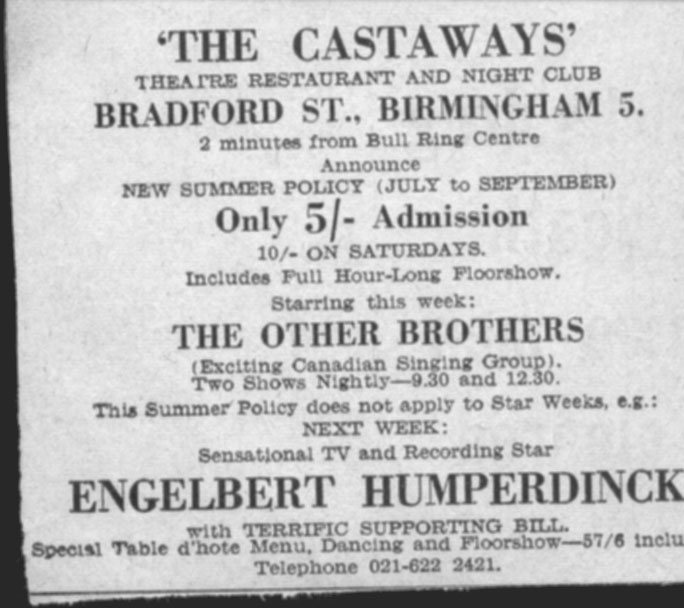 'THE CASTAWAYS'
THEATRE RESTAURANT AND NIGHT CLUB
BRADFORD ST., BIRMINGHAM 5.
2 minutes from Bull Ring Centre
Announce
NEW SUMMER POLICY (JULY to SEPTEMBER)
Only 5/- Admission
10/- ON SATURDAYS.
Includes Full Hour-Long Floorshow.
Starring this week:
THE OTHER BROTHERS
(Exciting Canadian Singing Group).
Two Shows Nightly—9.30 and 12.30.
This Summer Policy does not apply to Star Weeks, e.g.:
NEXT WEEK:
Sensational TV and Recording Star
ENGELBERT HUMPERDINCK
with TERRIFIC SUPPORTING BILL.
Special Table d'hote Menu, Dancing and Floorshow—57/6 inclu
Telephone 021-622 2421.